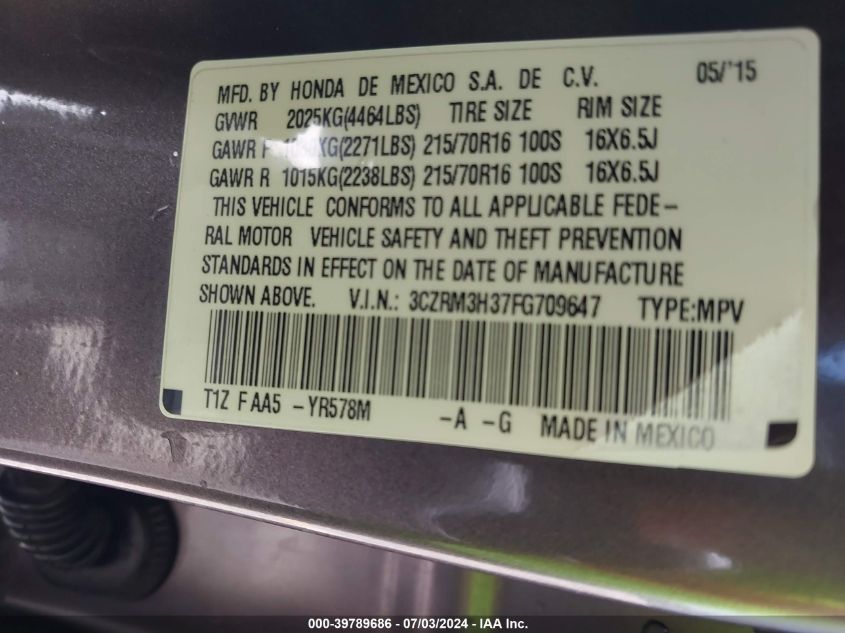 MFD. BY HONDA DE MEXICO S.A. DE C.V. 05/'15
GVWR 2025KG(4464LBS) TIRE SIZE RIM SIZE
GAWR F KG(2271LBS) 215/70R16 100S 16X6.5J
GAWR R 1015KG(2238LBS) 215/70R16 100S 16X6.5J
THIS VEHICLE CONFORMS TO ALL APPLICABLE FEDE-
RAL MOTOR VEHICLE SAFETY AND THEFT PREVENTION
STANDARDS IN EFFECT ON THE DATE OF MANUFACTURE
SHOWN ABOVE. V.I.N.: 3CZRM3H37FG709647 TYPE:MPV
T1Z F AA5 -YR578M -A -G MADE IN MEXICO
000-39789686 - 07/03/2024 - IAA Inc.